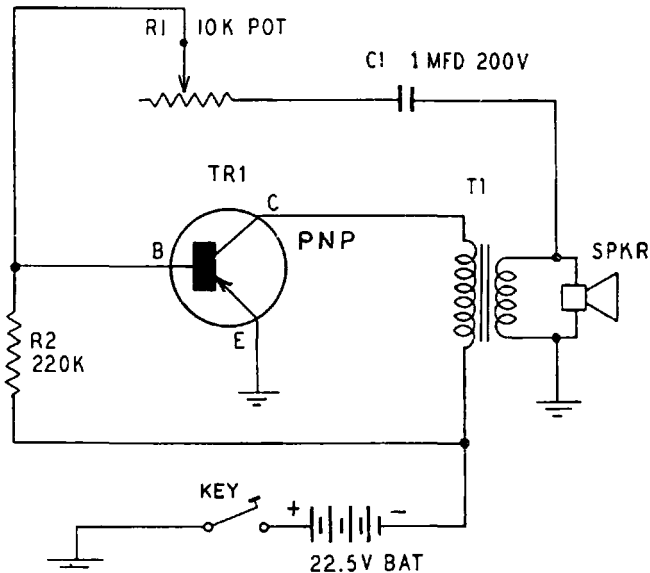 R1 10K POT
C1 1 MFD 200V
TR1
T1
C
PNP
B
SPKR
E
R2
220K
KEY
+
−
22.5V BAT